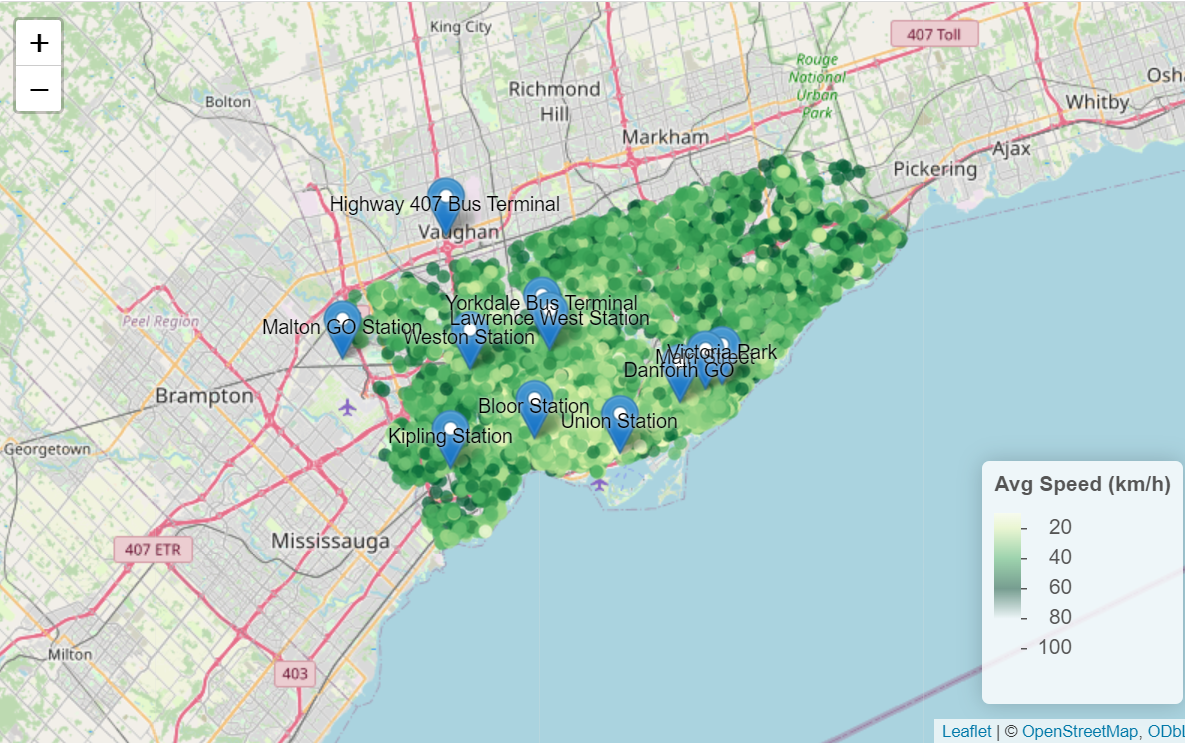 +
−
King City
407 Toll
Rouge
National
Urban
Park
Osha
Bolton
Richmond
Hill
Whitby
Markham
Ajax
Pickering
Highway 407 Bus Terminal
Vaughan
Peel Region
Yorkdale Bus Terminal
Lawrence West Station
Malton GO Station
Weston Station
Victoria Park
Main Street
Danforth GO
Brampton
Bloor Station
Union Station
Kipling Station
Georgetown
Mississauga
407 ETR
Milton
403
Avg Speed (km/h)
20
40
60
80
100
Leaflet | © OpenStreetMap, ODbL